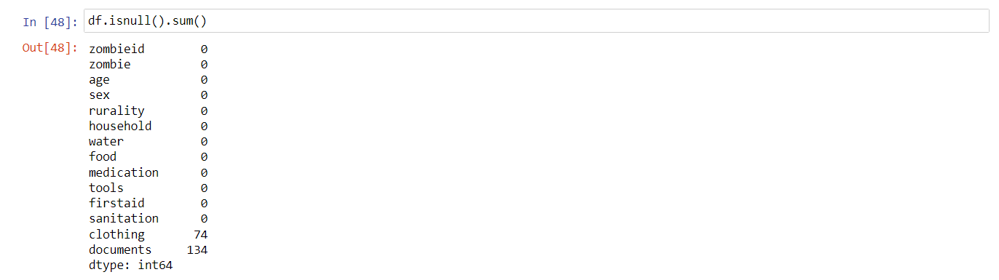 In [48]: df.isnull().sum()
Out[48]: zombieid 0
zombie 0
age 0
sex 0
rurality 0
household 0
water 0
food 0
medication 0
tools 0
firstaid 0
sanitation 0
clothing 74
documents 134
dtype: int64